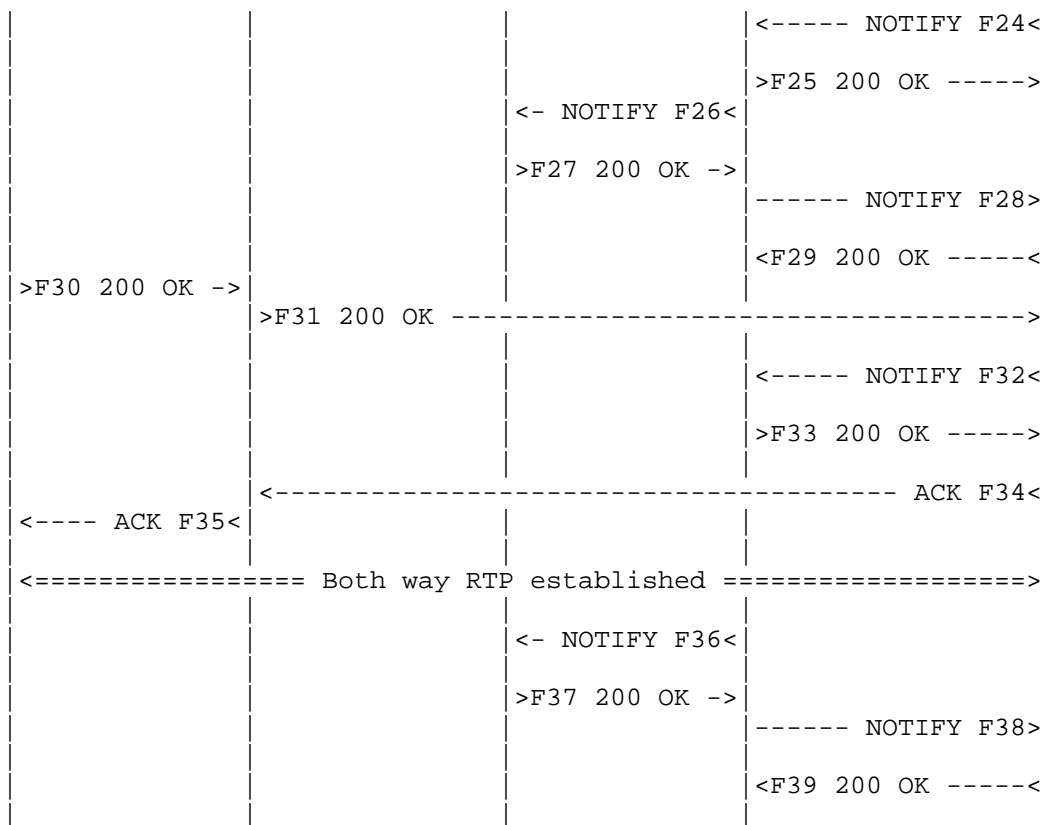 <----- NOTIFY F24<
>F25 200 OK ----->
<- NOTIFY F26<
>F27 200 OK ->
------ NOTIFY F28>
<F29 200 OK -----<
>F30 200 OK ->
>F31 200 OK ------------------------------------>
<----- NOTIFY F32<
>F33 200 OK ----->
<--------------------------------------- ACK F34<
<---- ACK F35<
<================= Both way RTP established ===================>
<- NOTIFY F36<
>F37 200 OK ->
------ NOTIFY F38>
<F39 200 OK -----<